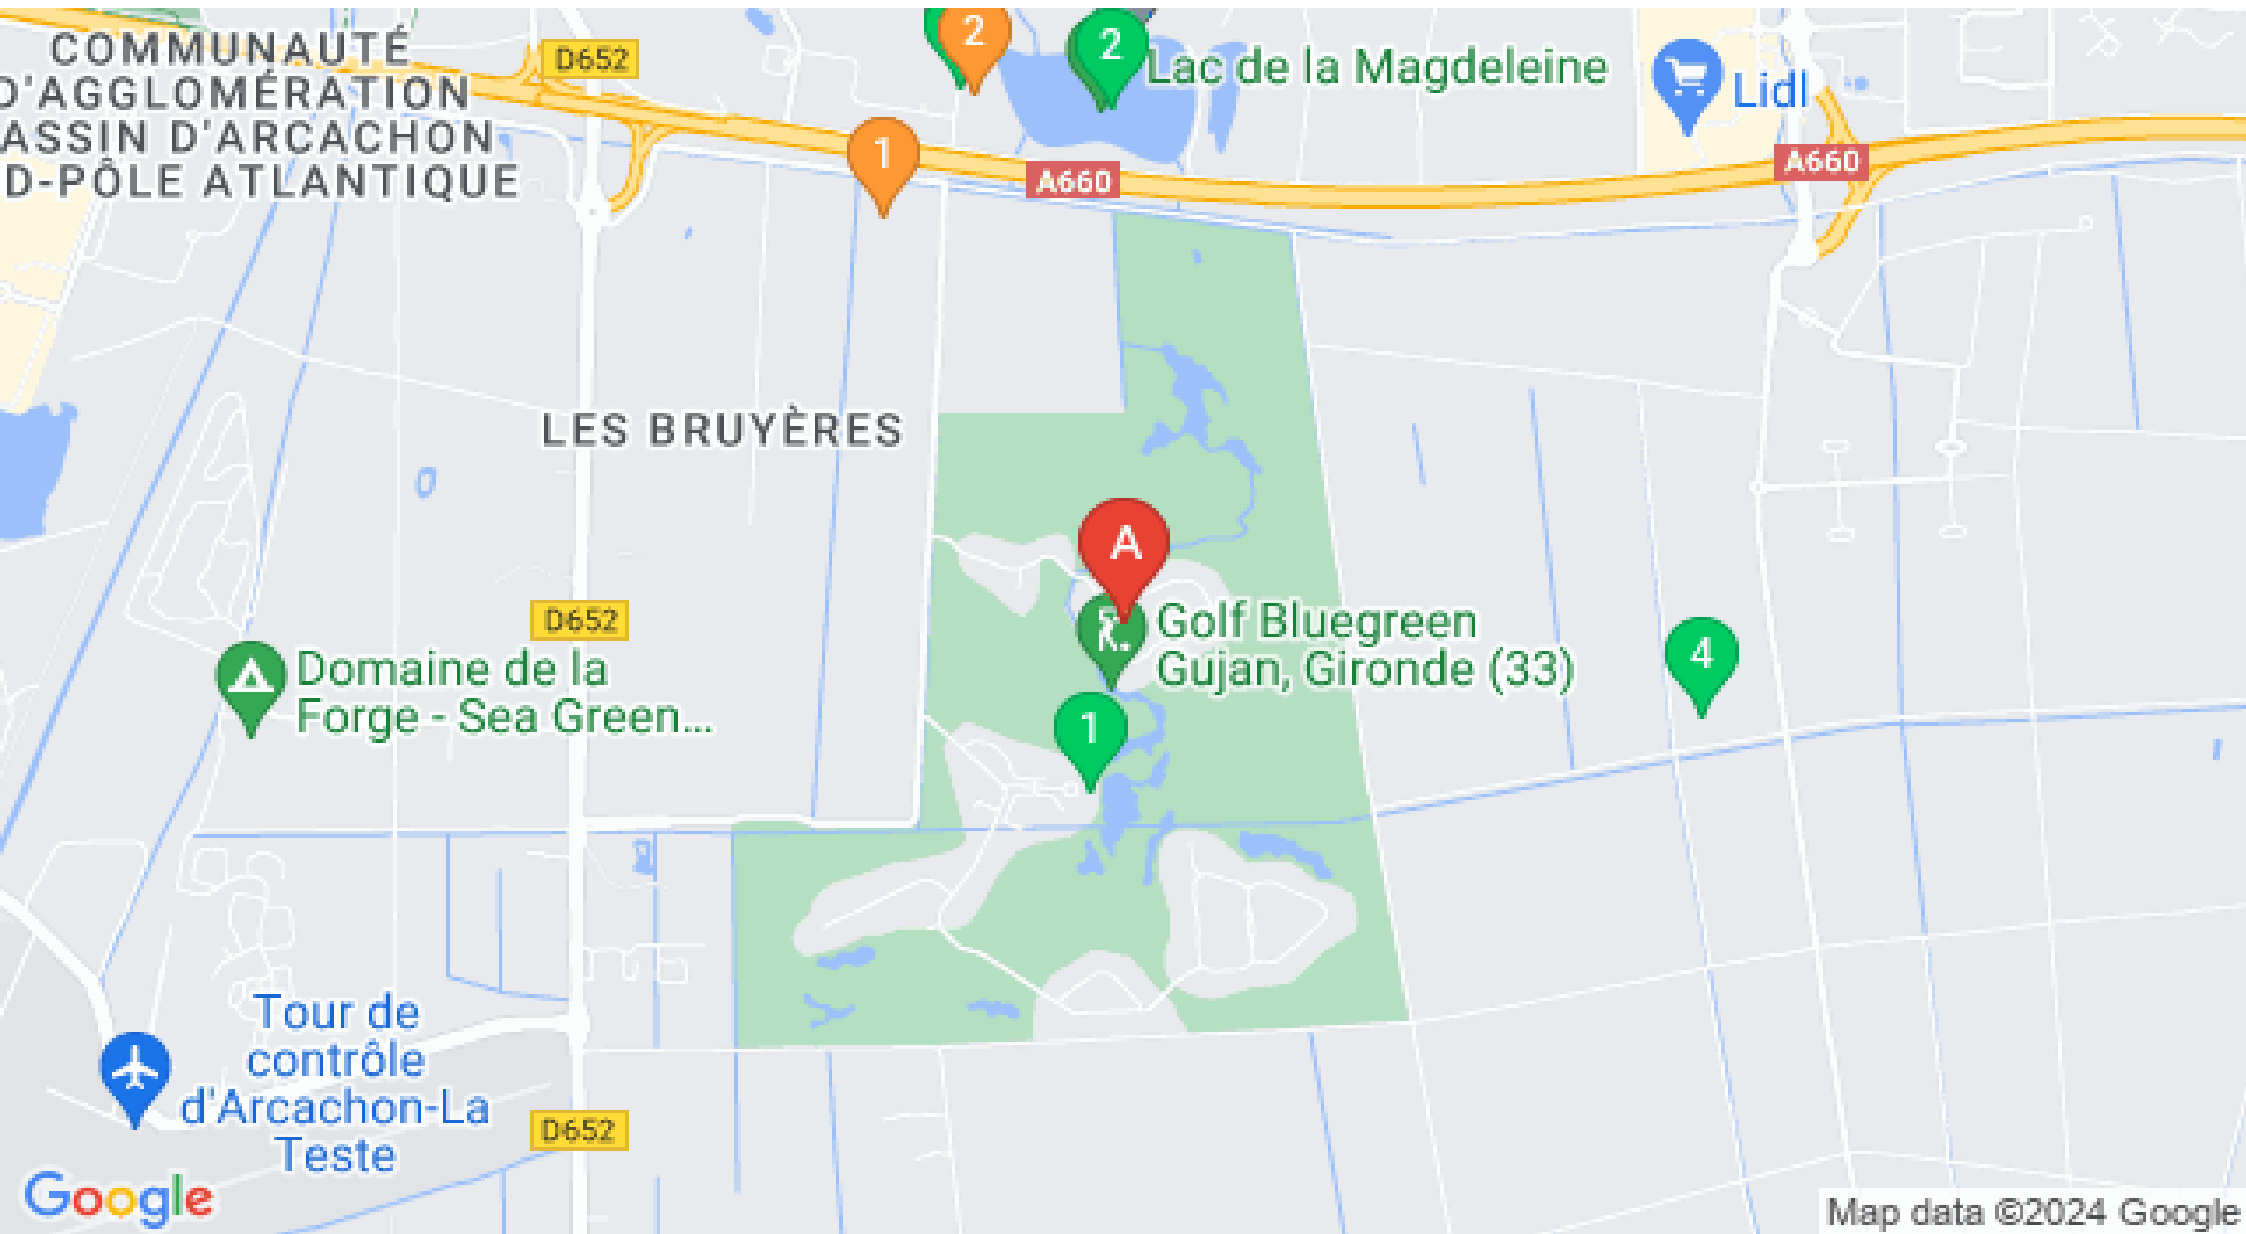 COMMUNAUTÉ
D'AGGLOMÉRATION
ASSIN D'ARCACHON
D-PÔLE ATLANTIQUE
D652
2
2
Lac de la Magdeleine
Lidl
1
A660
A660
LES BRUYÈRES
A
D652
Golf Bluegreen
Gujan, Gironde (33)
4
Domaine de la
Forge - Sea Green...
1
Tour de
contrôle
d'Arcachon-La
Teste
D652
Google
Map data ©2024 Google